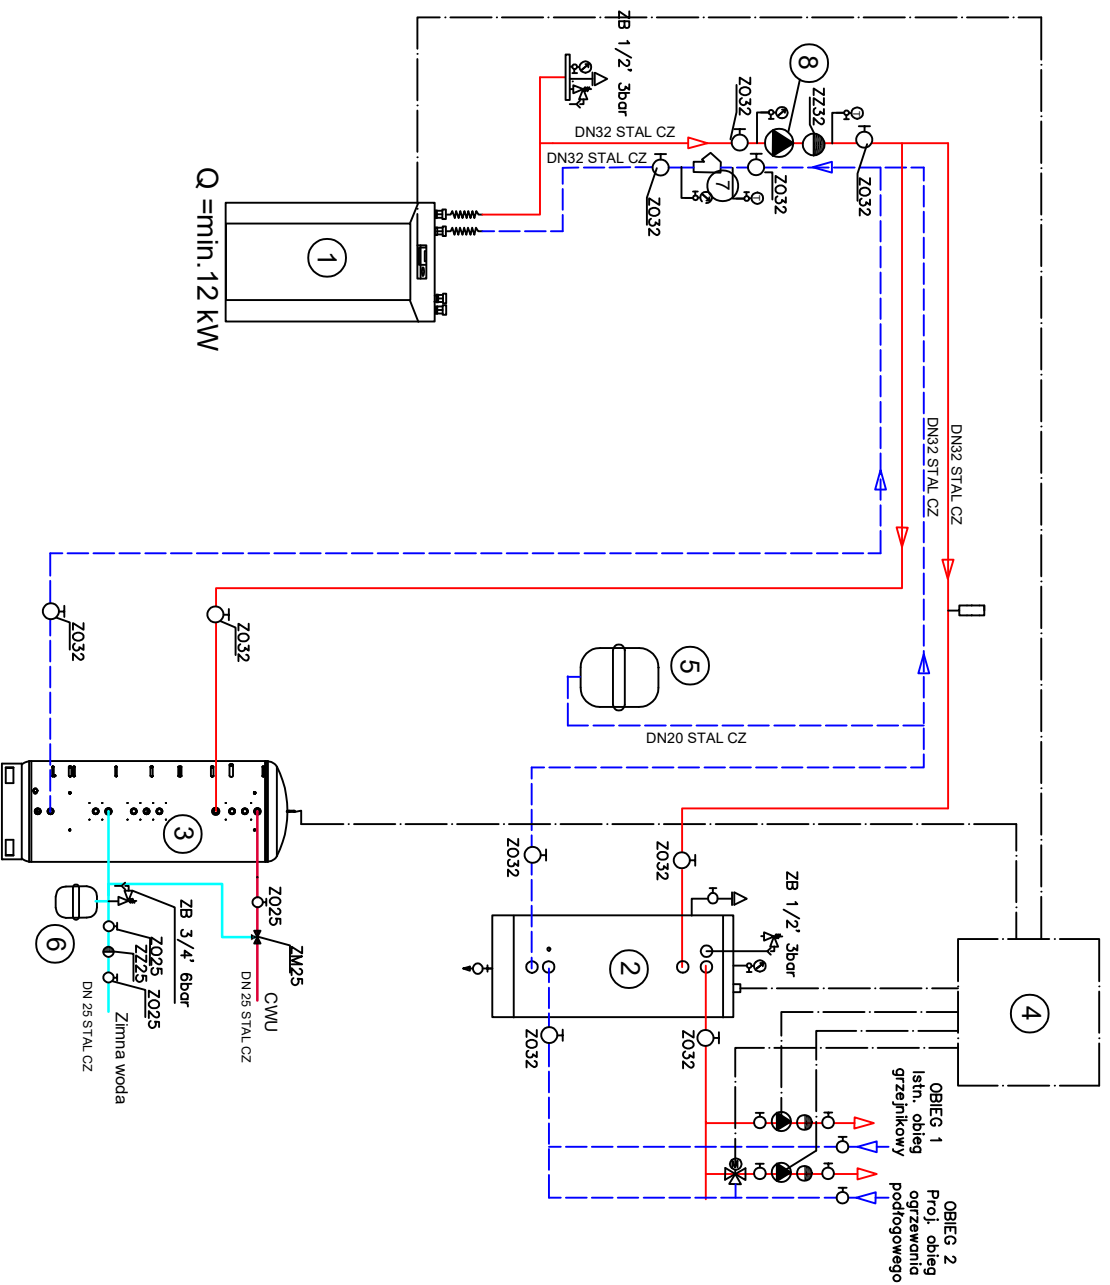 ZB 1/2' 3bar
8
ZO32
ZZ32
ZO32
DN32 STAL CZ
DN32 STAL CZ
ZO32
7
ZO32
1
Q =min.12 kW
DN32 STAL CZ
DN32 STAL CZ
ZO32
ZO32
5
DN20 STAL CZ
3
ZO32
ZO32
ZB 1/2' 3bar
2
4
ZO32
ZO32
ZO25
ZM25
CWU
DN 25 STAL CZ
ZB 3/4' 6bar
6
ZO25
ZZ25
ZO25
Zimna woda
DN 25 STAL CZ
OBIEG 1
Istn. obieg
grzejnikowy
OBIEG 2
Proj. obieg
ogrzewania
podłogowego